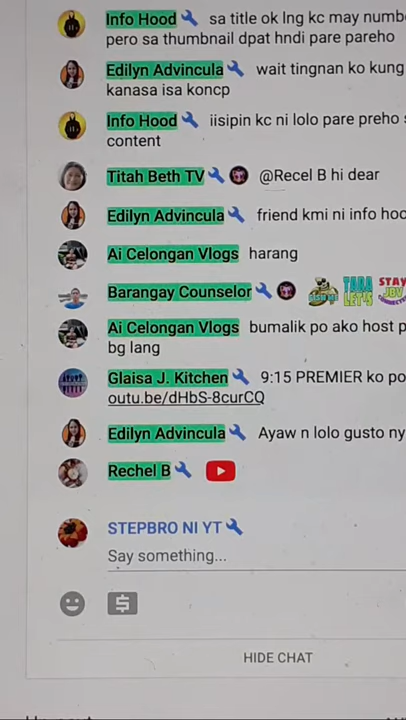 Info Hood sa title ok lng kc may numb
pero sa thumbnail dpat hndi pare pareho
Edilyn Advincula wait tingnan ko kung
kanasa isa koncp
Info Hood iisipin kc ni lolo pare preho
content
Titah Beth TV @Recel B hi dear
Edilyn Advincula friend kmi ni info hoo
Ai Celongan Vlogs harang
Barangay Counselor TARA LET'S STAY JBV
Ai Celongan Vlogs bumalik po ako host p
bg lang
Glaisa J. Kitchen 9:15 PREMIER ko po
outu.be/dHbS-8curCQ
Edilyn Advincula Ayaw n lolo gusto ny
Rechel B
STEPBRO NI YT
Say something...
HIDE CHAT